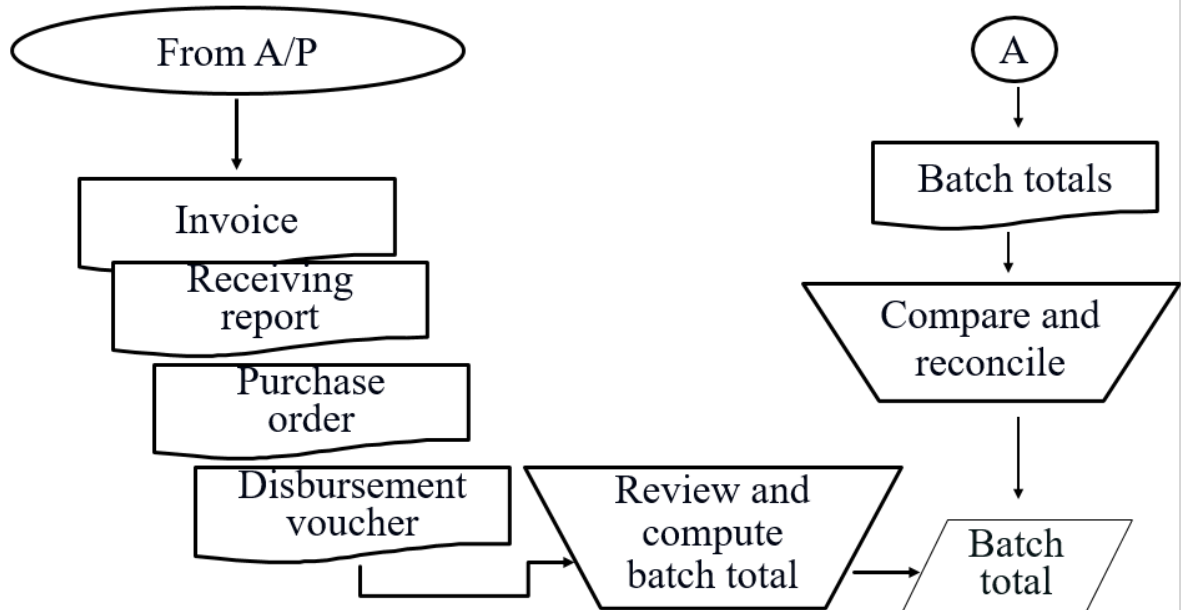 From A/P
Invoice
Receiving
report
Purchase
order
Disbursement
voucher
Review and
compute
batch total
A
Batch totals
Compare and
reconcile
Batch
total